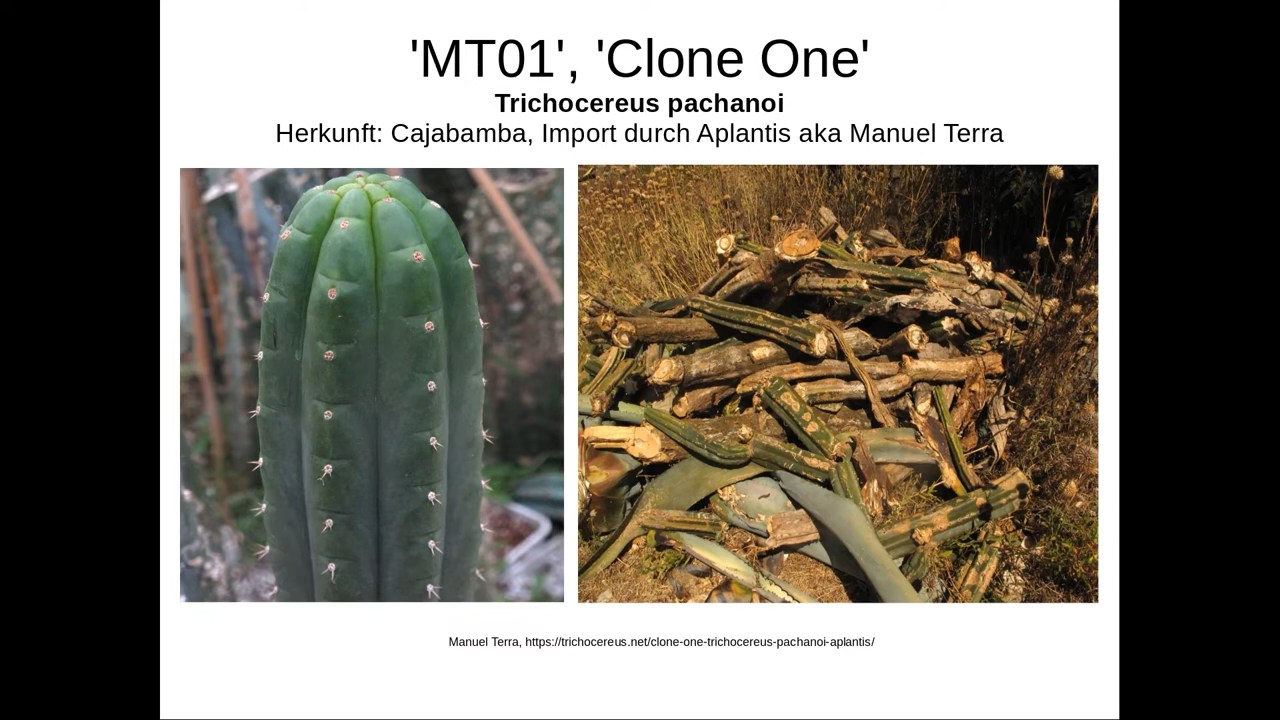 'MT01', 'Clone One'
Trichocereus pachanoi
Herkunft: Cajabamba, Import durch Aplantis aka Manuel Terra
Manuel Terra, https://trichocereus.net/clone-one-trichocereus-pachanoi-aplantis/